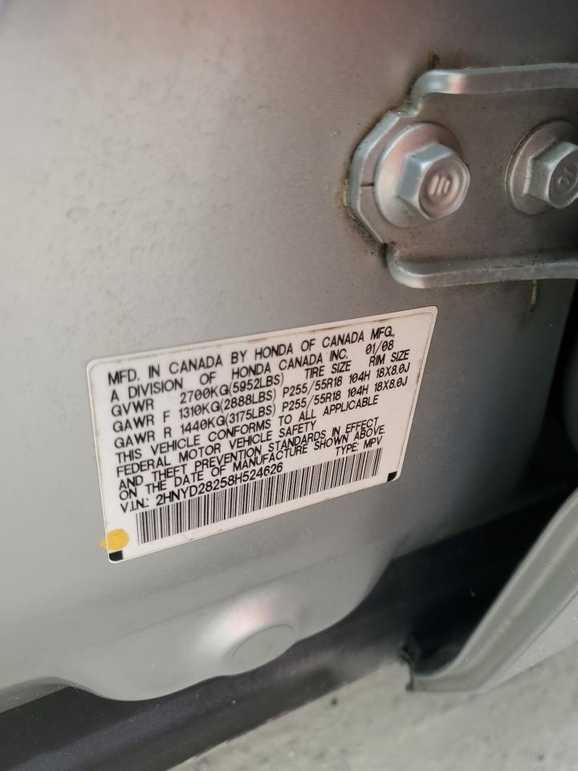 MFD. IN CANADA BY HONDA OF CANADA MFG.,
A DIVISION OF HONDA CANADA INC. 01/08
GVWR 2700KG(5952LBS) TIRE SIZE RIM SIZE
GAWR F 1310KG(2888LBS) P255/55R18 104H 18X8.0J
GAWR R 1440KG(3175LBS) P255/55R18 104H 18X8.0J
THIS VEHICLE CONFORMS TO ALL APPLICABLE
FEDERAL MOTOR VEHICLE SAFETY
AND THEFT PREVENTION STANDARDS IN EFFECT
ON THE DATE OF MANUFACTURE SHOWN ABOVE.
V.I.N.: 2HNYD28258H524626 TYPE: MPV
10